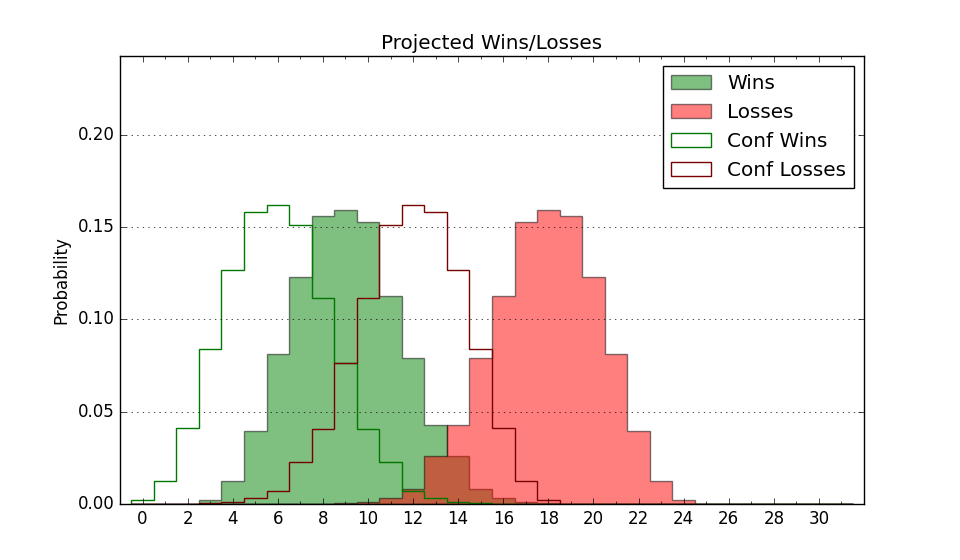 Projected Wins/Losses
Wins
Losses
Conf Wins
Conf Losses
Probability
0.20
0.15
0.10
0.05
0.00
0 2 4 6 8 10 12 14 16 18 20 22 24 26 28 30